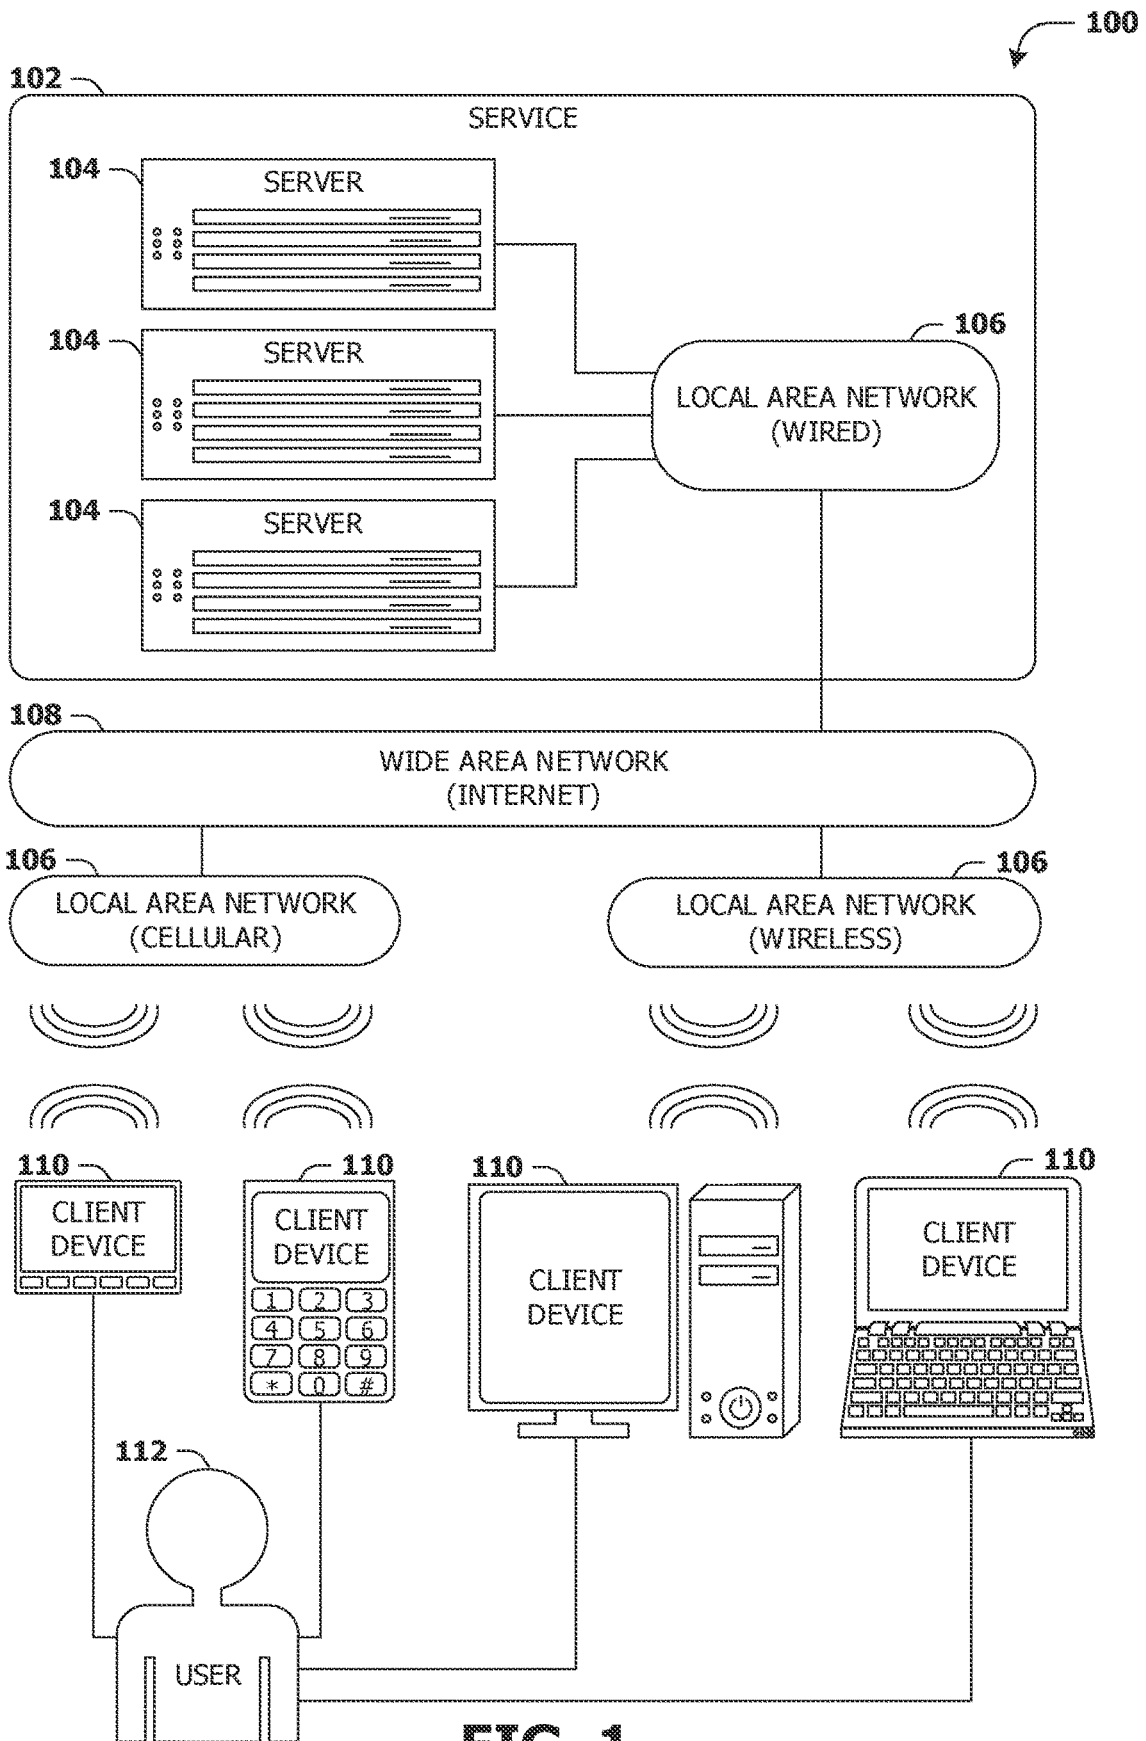 100
102
SERVICE
104
SERVER
104
SERVER
106
LOCAL AREA NETWORK
(WIRED)
104
SERVER
108
WIDE AREA NETWORK
(INTERNET)
106
LOCAL AREA NETWORK
(CELLULAR)
106
LOCAL AREA NETWORK
(WIRELESS)
110
CLIENT
DEVICE
110
CLIENT
DEVICE
1 2 3
4 5 6
7 8 9
* 0 #
110
CLIENT
DEVICE
110
CLIENT
DEVICE
112
USER
FIG. 1